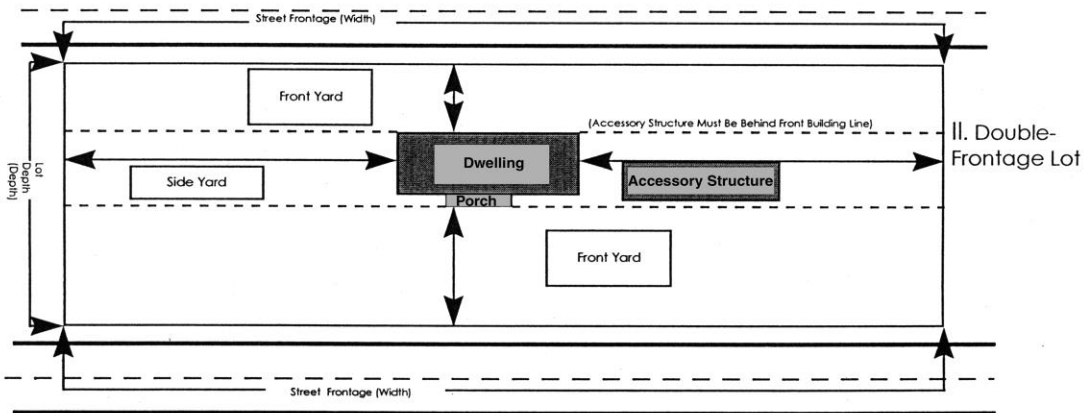 Street Frontage (Width)
Front Yard
(Accessory Structure Must Be Behind Front Building Line)
II. Double-
Frontage Lot
Lot
Depth
(Depth)
Dwelling
Side Yard
Accessory Structure
Porch
Front Yard
Street Frontage (Width)